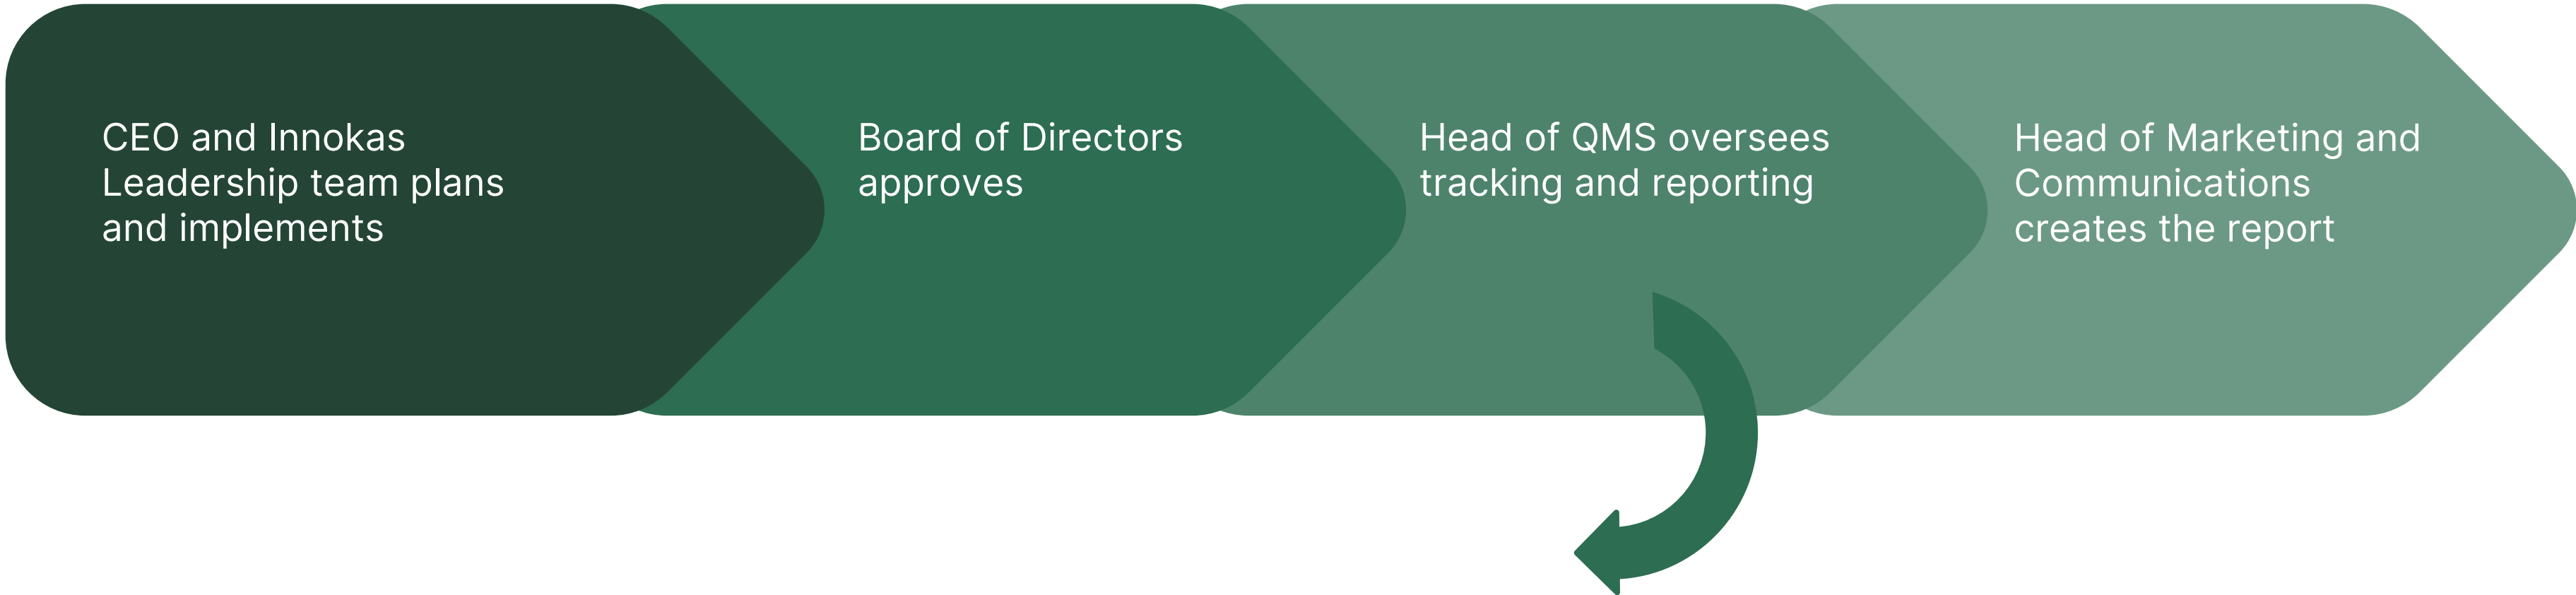 CEO and Innokas
Leadership team plans
and implements
Board of Directors
approves
Head of QMS oversees
tracking and reporting
Head of Marketing and
Communications
creates the report